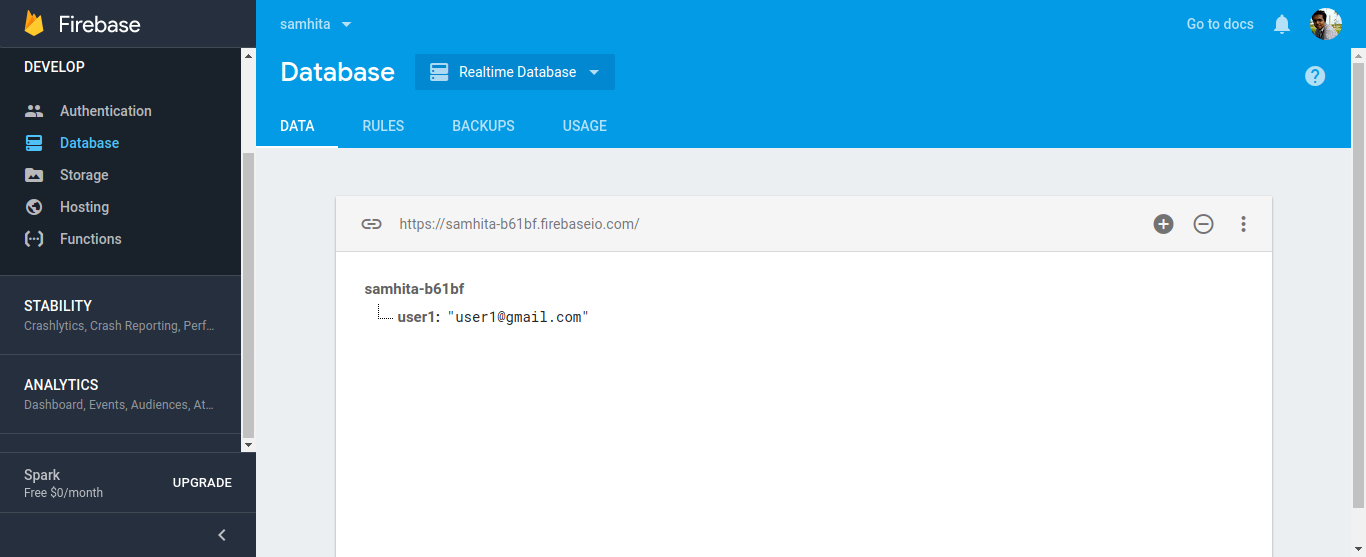 Firebase
samhita
Go to docs
DEVELOP
Authentication
Database
Storage
Hosting
Functions
STABILITY
Crashlytics, Crash Reporting, Perf…
ANALYTICS
Dashboard, Events, Audiences, At…
Spark
Free $0/month
UPGRADE
Database
Realtime Database
?
DATA RULES BACKUPS USAGE
https://samhita-b61bf.firebaseio.com/
samhita-b61bf
user1: "user1@gmail.com"